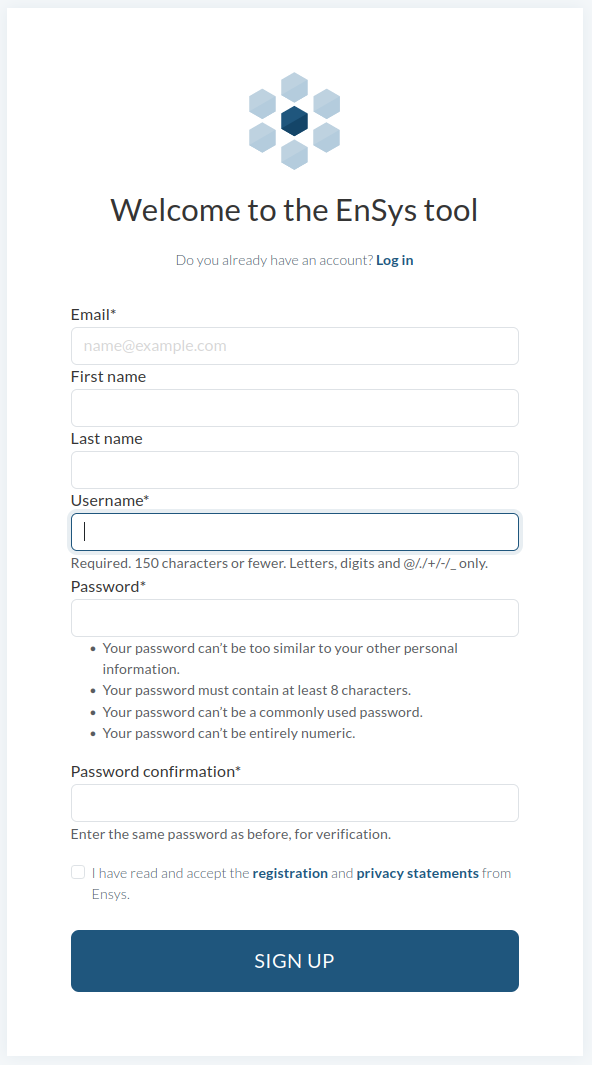 Welcome to the EnSys tool
Do you already have an account? Log in
Email*
name@example.com
First name
Last name
Username*
Required. 150 characters or fewer. Letters, digits and @/./+/-/_ only.
Password*
• Your password can’t be too similar to your other personal
information.
• Your password must contain at least 8 characters.
• Your password can’t be a commonly used password.
• Your password can’t be entirely numeric.
Password confirmation*
Enter the same password as before, for verification.
I have read and accept the registration and privacy statements from
Ensys.
SIGN UP